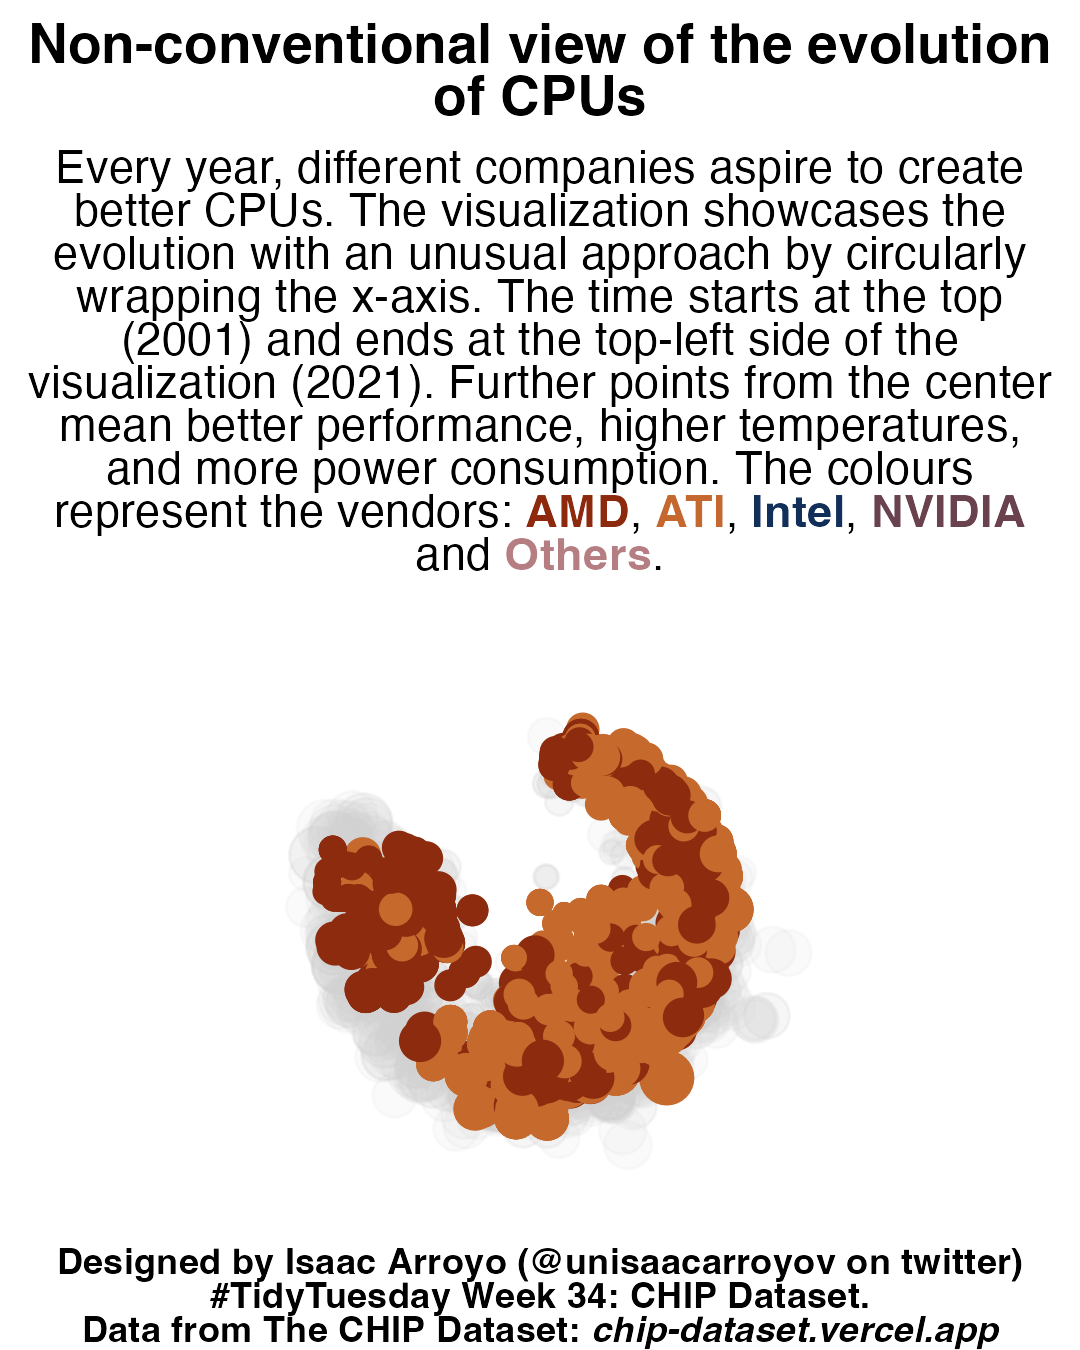 Non-conventional view of the evolution
of CPUs
Every year, different companies aspire to create
better CPUs. The visualization showcases the
evolution with an unusual approach by circularly
wrapping the x-axis. The time starts at the top
(2001) and ends at the top-left side of the
visualization (2021). Further points from the center
mean better performance, higher temperatures,
and more power consumption. The colours
represent the vendors: AMD, ATI, Intel, NVIDIA
and Others.
Designed by Isaac Arroyo (@unisaacarroyov on twitter)
#TidyTuesday Week 34: CHIP Dataset.
Data from The CHIP Dataset: chip-dataset.vercel.app